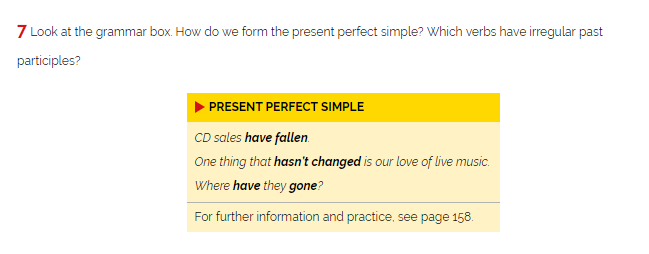 7 Look at the grammar box. How do we form the present perfect simple? Which verbs have irregular past
participles?
▶ PRESENT PERFECT SIMPLE
CD sales have fallen.
One thing that hasn't changed is our love of live music.
Where have they gone?
For further information and practice, see page 158.